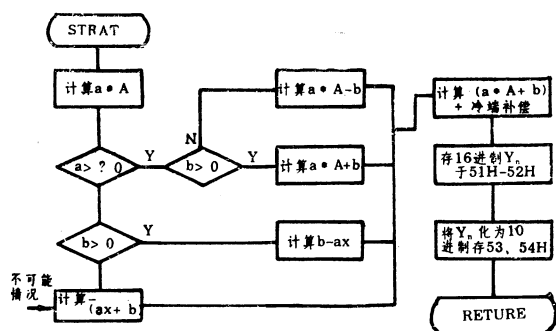 STRAT
计算a•A
a>?0
Y
N
b>0
Y
计算a•A-b
计算a•A+b
b>0
Y
计算b-ax
不可能
情况
计算-
(ax+b)
计算(a•A+b)
+冷端补偿
存16进制Yn
于51H-52H
将Yn化为10
进制存53、54H
RETURE